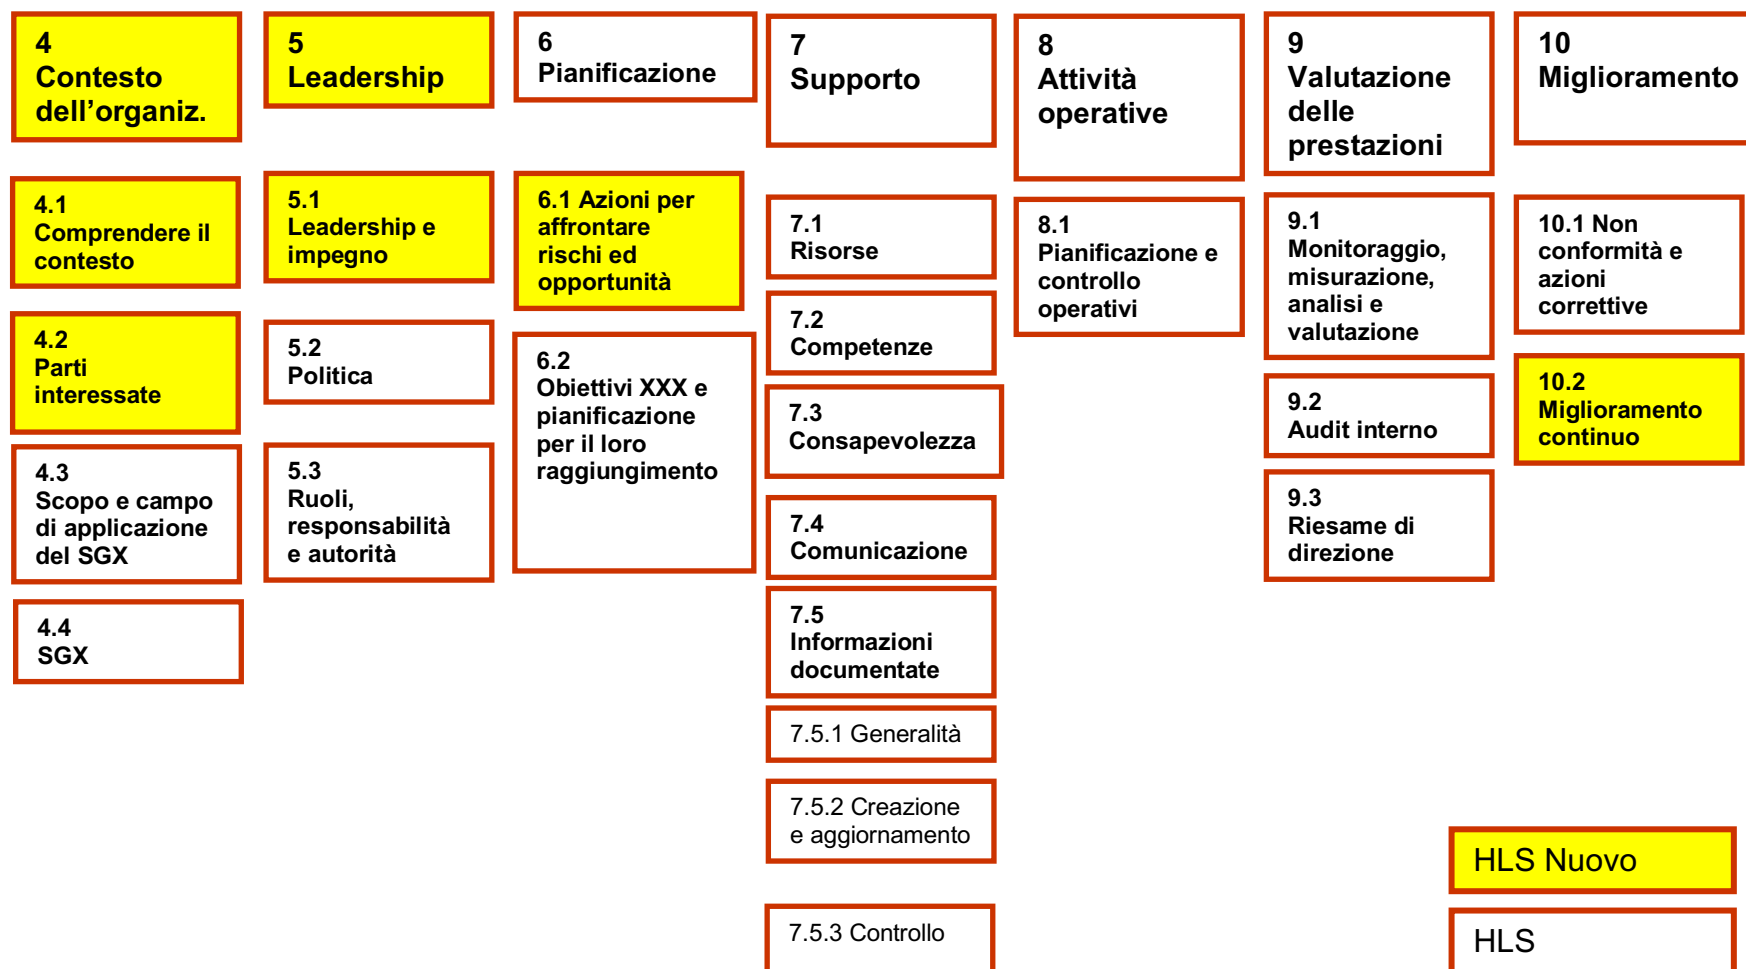 4
Contesto
dell’organiz.
4.1
Comprendere il
contesto
4.2
Parti
interessate
4.3
Scopo e campo
di applicazione
del SGX
4.4
SGX
5
Leadership
5.1
Leadership e
impegno
5.2
Politica
5.3
Ruoli,
responsabilità
e autorità
6
Pianificazione
6.1 Azioni per
affrontare
rischi ed
opportunità
6.2
Obiettivi XXX e
pianificazione
per il loro
raggiungimento
7
Supporto
7.1
Risorse
7.2
Competenze
7.3
Consapevolezza
7.4
Comunicazione
7.5
Informazioni
documentate
7.5.1 Generalità
7.5.2 Creazione
e aggiornamento
7.5.3 Controllo
8
Attività
operative
8.1
Pianificazione e
controllo
operativi
9
Valutazione
delle
prestazioni
9.1
Monitoraggio,
misurazione,
analisi e
valutazione
9.2
Audit interno
9.3
Riesame di
direzione
10
Miglioramento
10.1 Non
conformità e
azioni
correttive
10.2
Miglioramento
continuo
HLS Nuovo
HLS